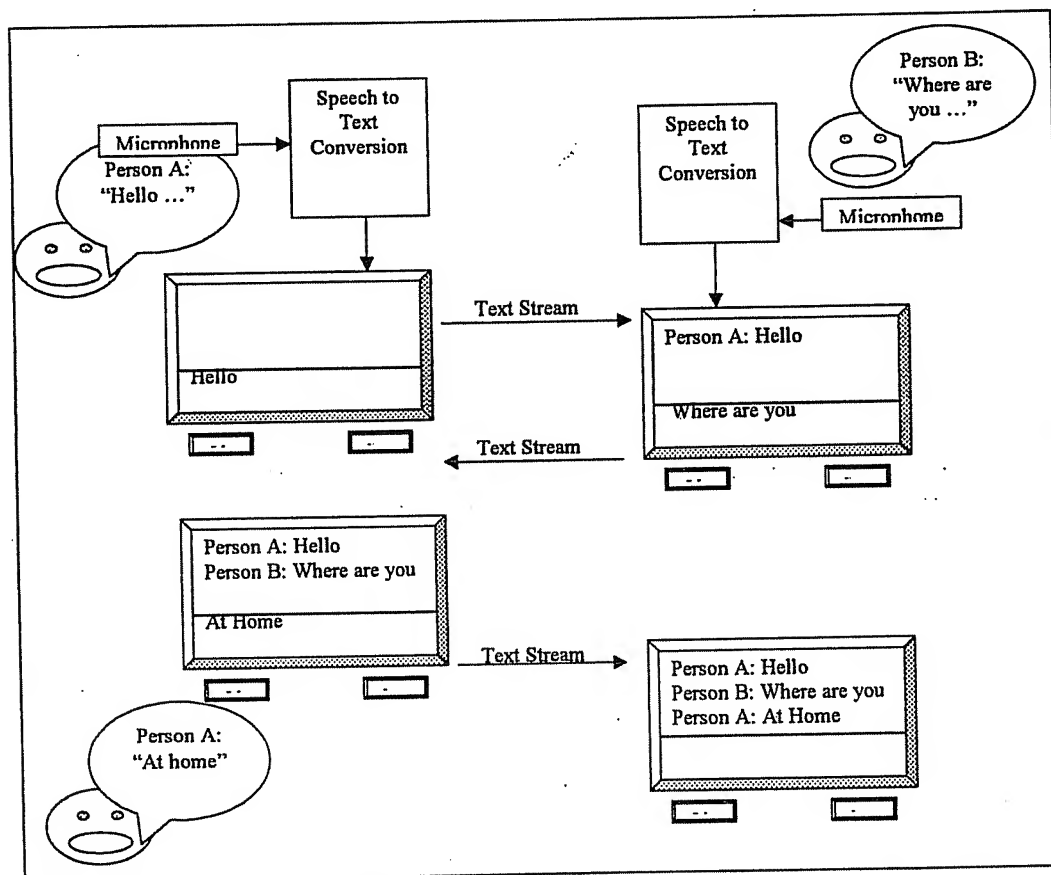 Person B:
“Where are
you ...”
Speech to
Text
Conversion
Microphone
Person A:
“Hello ...”
Speech to
Text
Conversion
Microphone
Text Stream
Hello
Person A: Hello
Where are you
Text Stream
Person A: Hello
Person B: Where are you
At Home
Text Stream
Person A: Hello
Person B: Where are you
Person A: At Home
Person A:
“At home”